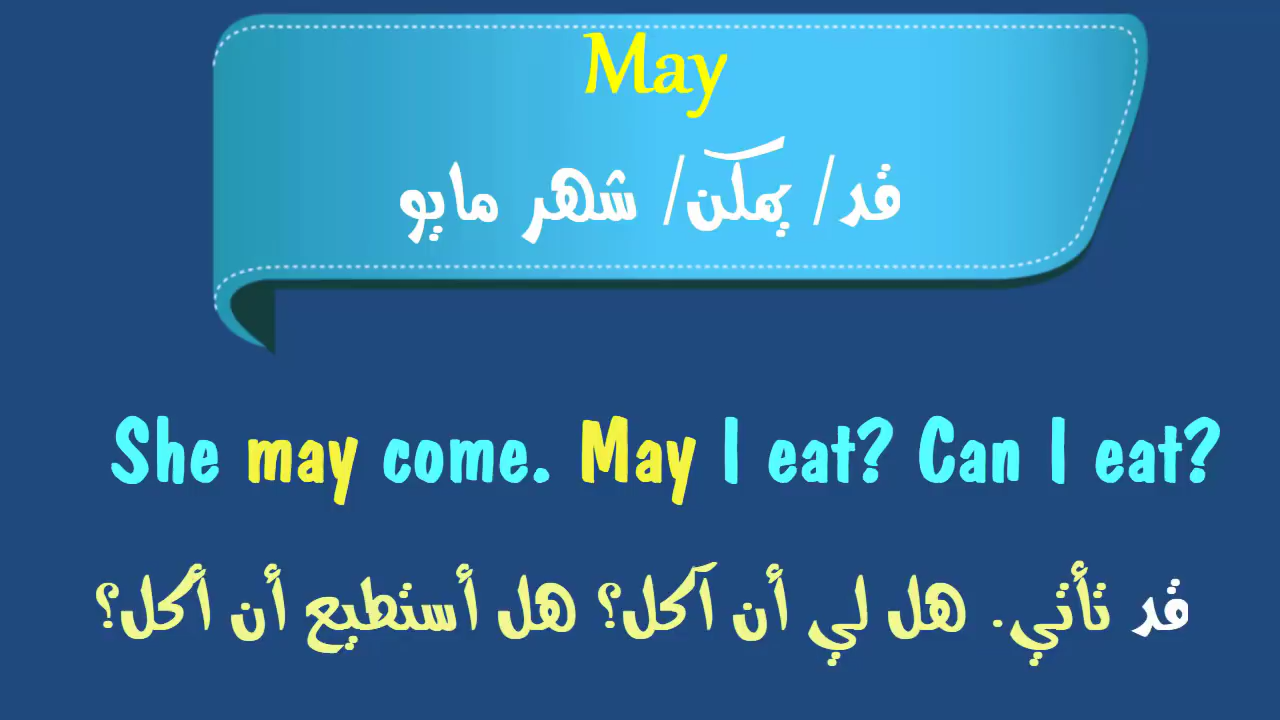 May
قد/ يمكن/ شهر مايو
She may come. May I eat? Can I eat?
قد تأتي. هل لي أن آكل؟ هل أستطيع أن أكل؟